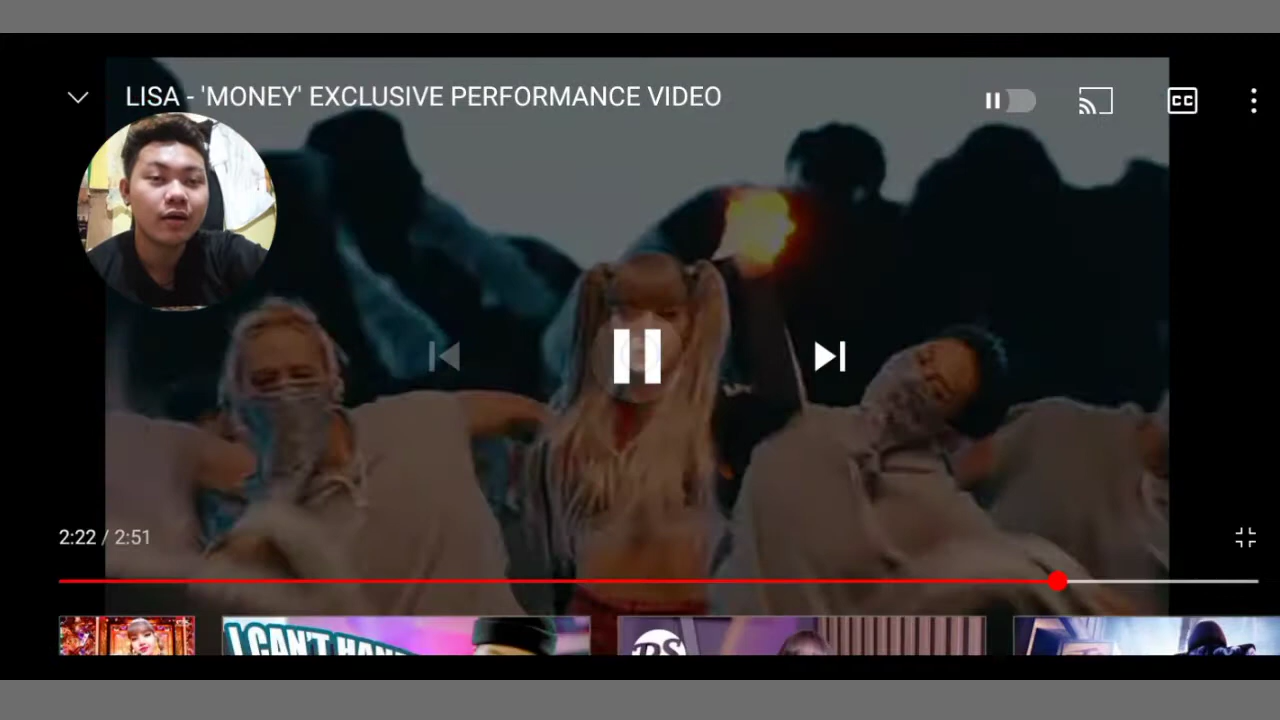 LISA - 'MONEY' EXCLUSIVE PERFORMANCE VIDEO
CC
2:22 / 2:51
I CAN'T